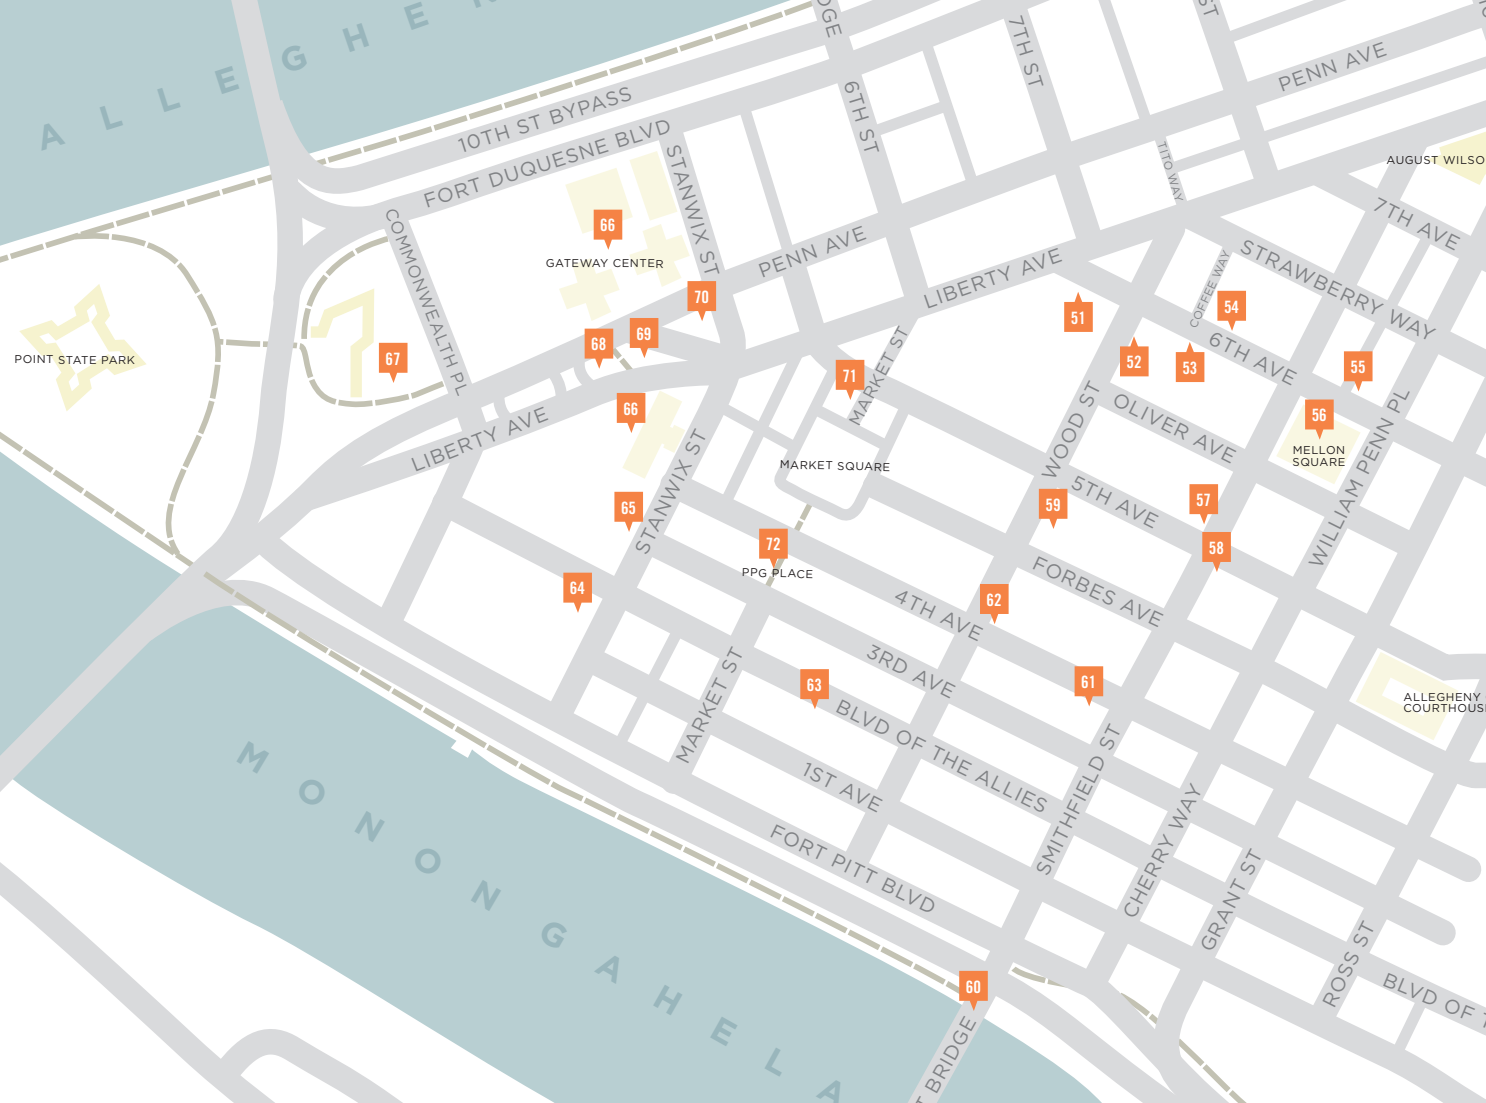 ALLEGHE
DGE
7TH ST
ST
PENN AVE
10TH ST BYPASS
FORT DUQUESNE BLVD
6TH ST
STANWIX ST
TITO WAY
AUGUST WILSO
COMMONWEALTH PL
66
GATEWAY CENTER
PENN AVE
7TH AVE
LIBERTY AVE
STRAWBERRY WAY
COFFEE WAY
70
51
54
6TH AVE
POINT STATE PARK
67
68
69
52
53
55
71
MARKET ST
66
56
MELLON
SQUARE
WOOD ST
OLIVER AVE
WILLIAM PENN PL
LIBERTY AVE
MARKET SQUARE
STANWIX ST
65
59
5TH AVE
57
58
72
PPG PLACE
64
4TH AVE
62
FORBES AVE
3RD AVE
63
61
MARKET ST
BLVD OF THE ALLIES
ALLEGHENY
COURTHOUS
MONONGAHELA
1ST AVE
SMITHFIELD ST
CHERRY WAY
FORT PITT BLVD
GRANT ST
ROSS ST
BLVD OF T
60
T BRIDGE